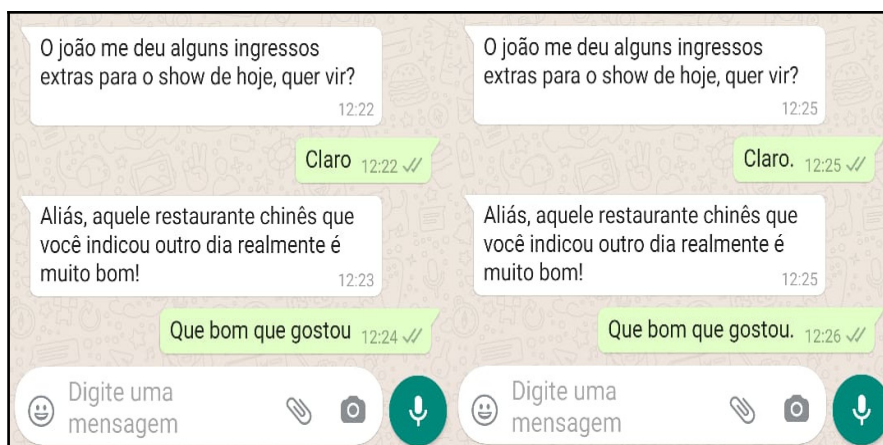 O joão me deu alguns ingressos
extras para o show de hoje, quer vir?
12:22
Claro 12:22
Aliás, aquele restaurante chinês que
você indicou outro dia realmente é
muito bom!
12:23
Que bom que gostou 12:24
Digite uma
mensagem
O joão me deu alguns ingressos
extras para o show de hoje, quer vir?
12:25
Claro. 12:25
Aliás, aquele restaurante chinês que
você indicou outro dia realmente é
muito bom!
12:25
Que bom que gostou. 12:26
Digite uma
mensagem